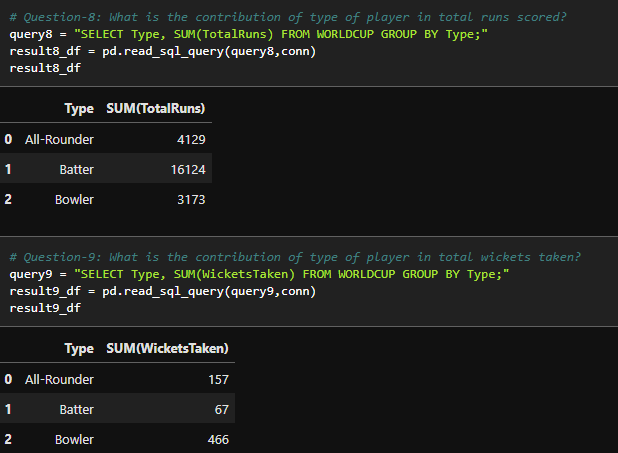 # Question-8: What is the contribution of type of player in total runs scored?
query8 = "SELECT Type, SUM(TotalRuns) FROM WORLDCUP GROUP BY Type;"
result8_df = pd.read_sql_query(query8,conn)
result8_df
Type SUM(TotalRuns)
0 All-Rounder 4129
1 Batter 16124
2 Bowler 3173
# Question-9: What is the contribution of type of player in total wickets taken?
query9 = "SELECT Type, SUM(WicketsTaken) FROM WORLDCUP GROUP BY Type;"
result9_df = pd.read_sql_query(query9,conn)
result9_df
Type SUM(WicketsTaken)
0 All-Rounder 157
1 Batter 67
2 Bowler 466